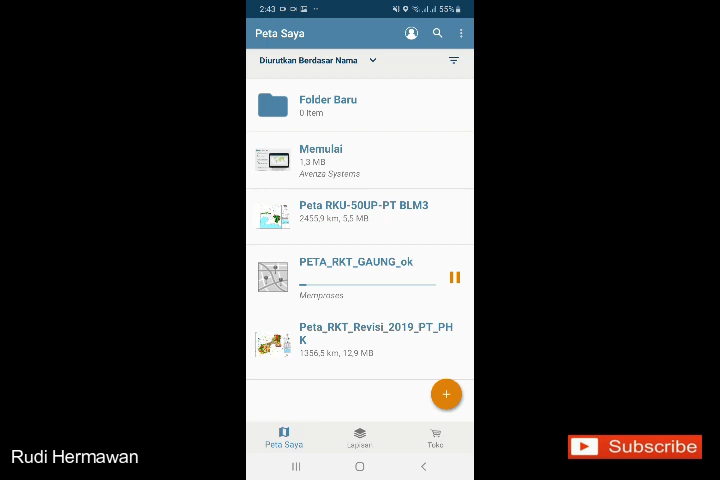 2:43
55%
Peta Saya
Diurutkan Berdasar Nama
Folder Baru
0 Item
Memulai
1,3 MB
Avenza Systems
Peta RKU-50UP-PT BLM3
2455,9 km, 5,5 MB
PETA_RKT_GAUNG_ok
Memproses
Peta_RKT_Revisi_2019_PT_PH
K
1356,5 km, 12,9 MB
+
Peta Saya
Lapisan
Toko
Rudi Hermawan
Subscribe